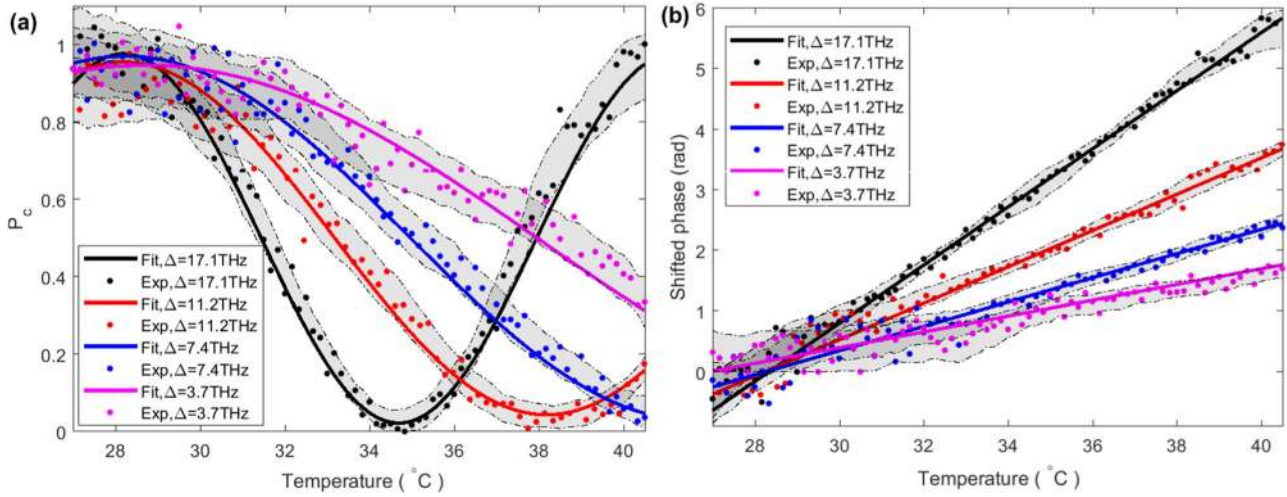 (a)
1
0.8
0.6
0.4
0.2
0
P_c
28
30
32
34
36
38
40
Temperature ( °C )
Fit,Δ=17.1THz
Exp,Δ=17.1THz
Fit,Δ=11.2THz
Exp,Δ=11.2THz
Fit,Δ=7.4THz
Exp,Δ=7.4THz
Fit,Δ=3.7THz
Exp,Δ=3.7THz
(b)
6
5
4
3
2
1
0
Shifted phase (rad)
28
30
32
34
36
38
40
Temperature ( °C )
Fit,Δ=17.1THz
Exp,Δ=17.1THz
Fit,Δ=11.2THz
Exp,Δ=11.2THz
Fit,Δ=7.4THz
Exp,Δ=7.4THz
Fit,Δ=3.7THz
Exp,Δ=3.7THz